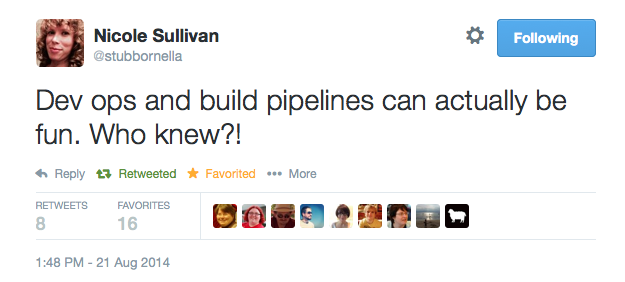 Nicole Sullivan
@stubbornella
Following
Dev ops and build pipelines can actually be
fun. Who knew?!
Reply Retweeted Favorited More
RETWEETS FAVORITES
8 16
1:48 PM - 21 Aug 2014